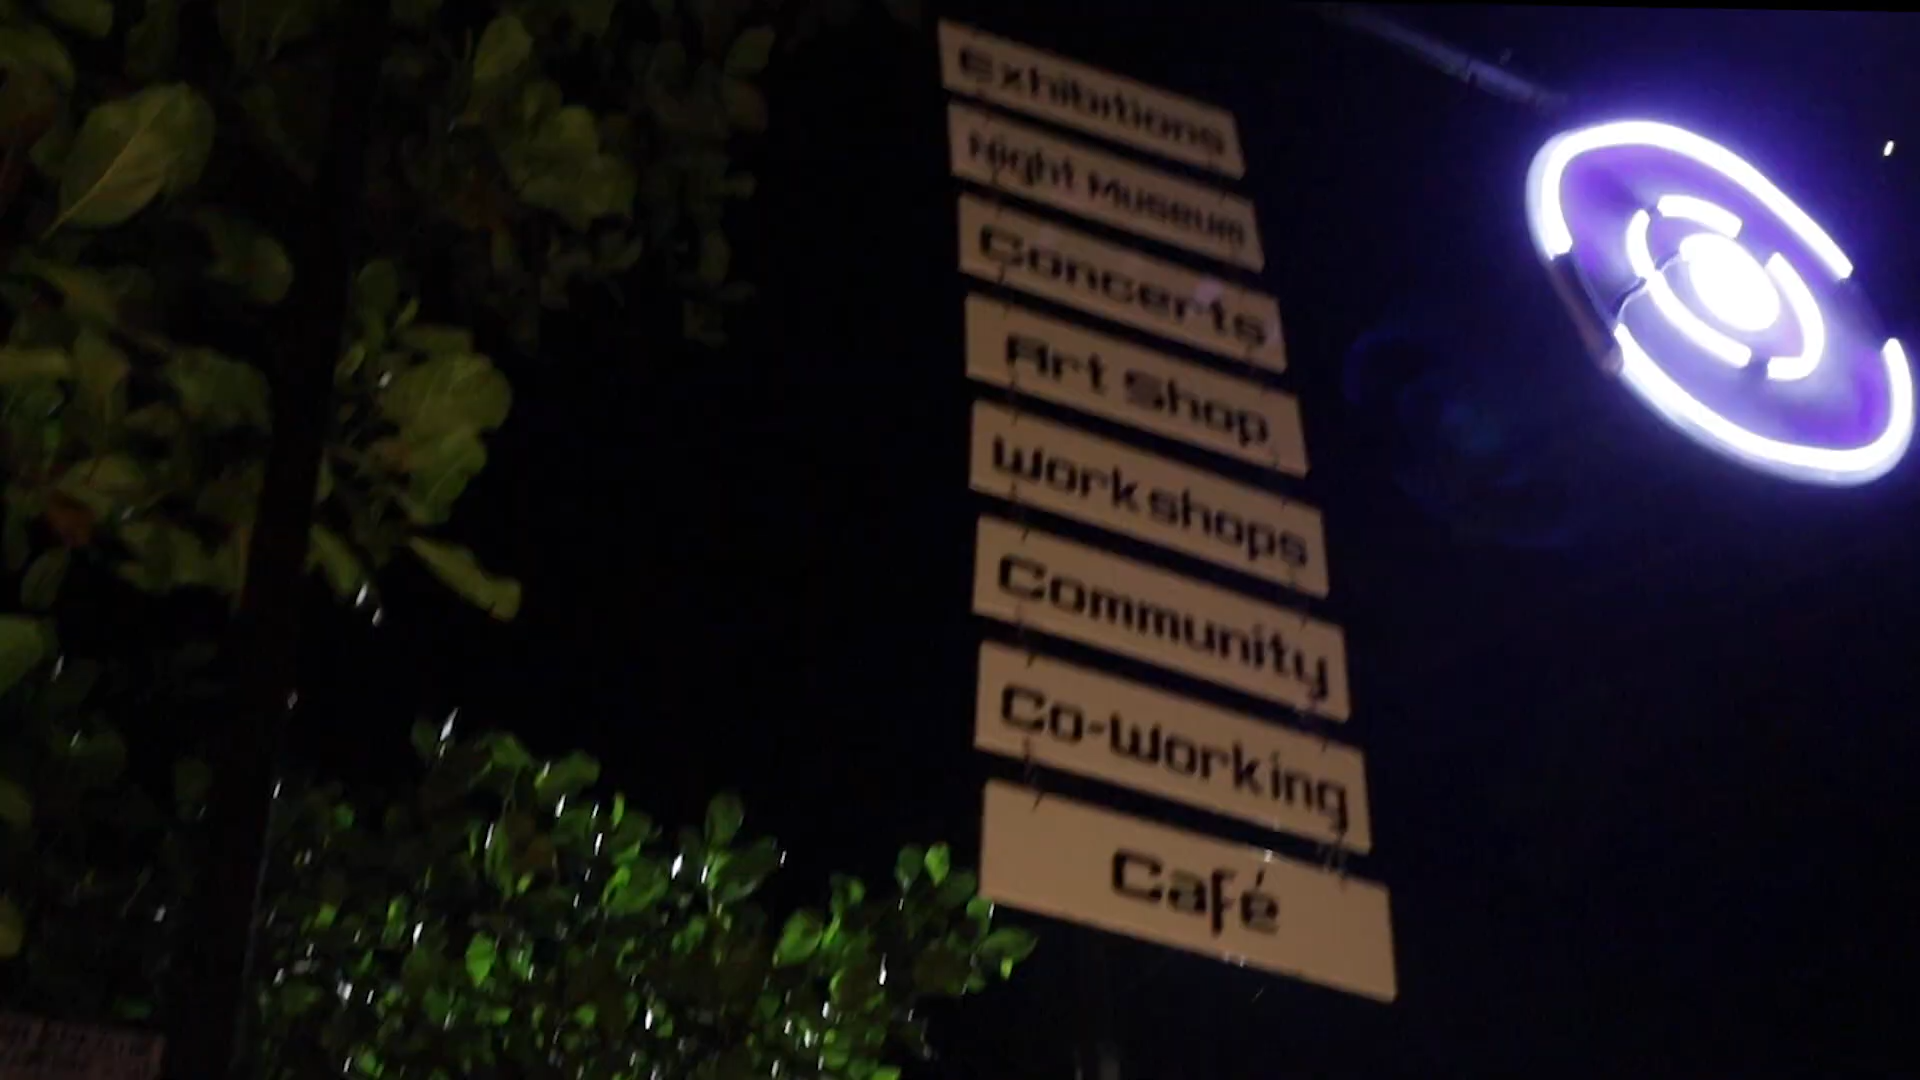 Exhibitions
Night Museum
Concerts
Art Shop
Workshops
Community
Co-working
Café